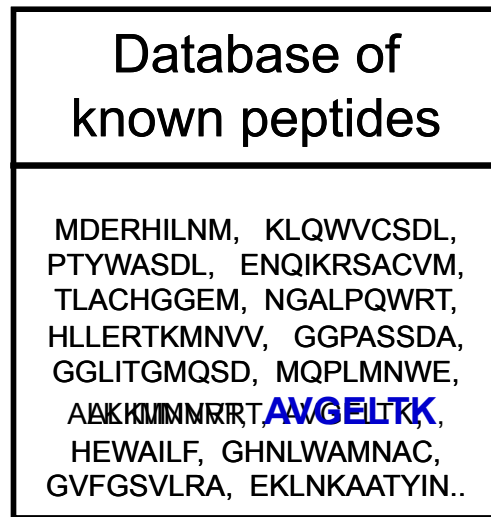 Database of
known peptides
MDERHILNM, KLQWVCSDL,
PTYWASDL, ENQIKRSACVM,
TLACHGGEM, NGALPQWRT,
HLLERTKMNVV, GGPASSDA,
GGLITGMQSD, MQPLMNWE,
AVGELTK,
HEWAILF, GHNLWAMNAC,
GVFGSVLRA, EKLNKAATYIN..